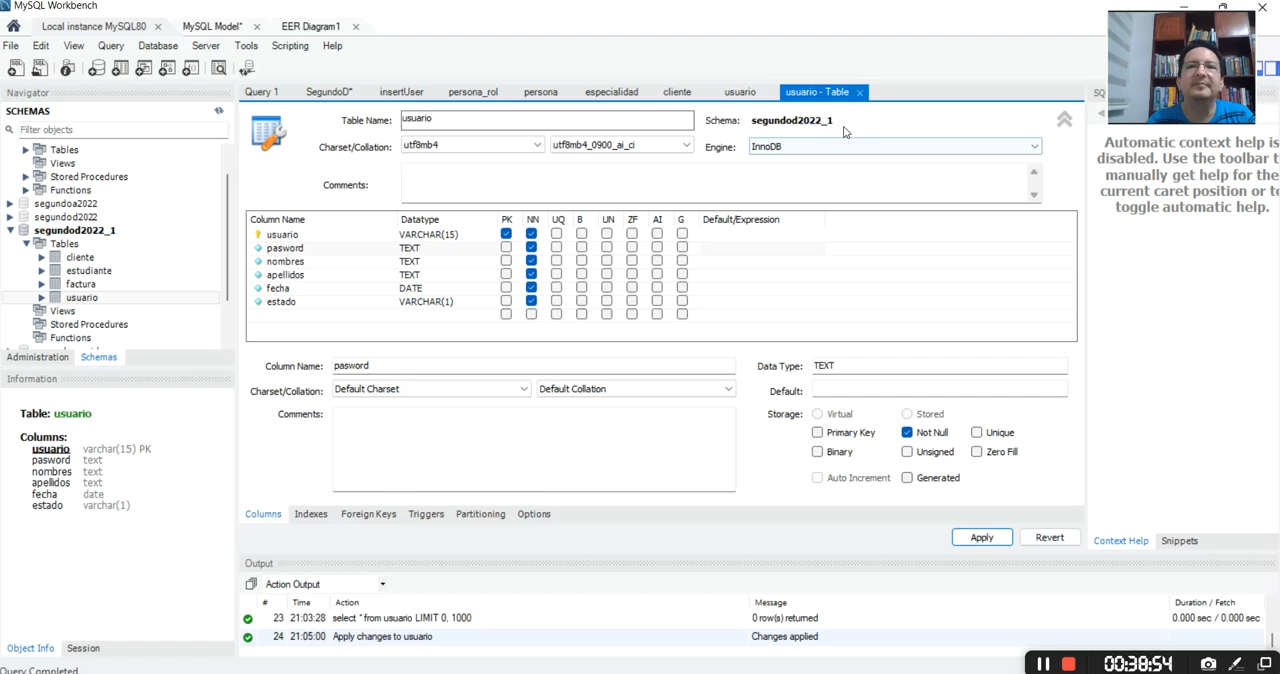 MySQL Workbench
Local instance MySQL80 × MySQL Model* × EER Diagram1 ×
File Edit View Query Database Server Tools Scripting Help
Navigator
SCHEMAS
Filter objects
Tables
Views
Stored Procedures
Functions
segundoa2022
segundod2022
segundod2022_1
Tables
cliente
estudiante
factura
usuario
Views
Stored Procedures
Functions
Administration Schemas
Information
Table: usuario
Columns:
usuario varchar(15) PK
pasword text
nombres text
apellidos text
fecha date
estado varchar(1)
Object Info Session
Query Completed
Query 1 SegundoD* insertUser persona_rol persona especialidad cliente usuario usuario - Table ×
Table Name: usuario Schema: segundod2022_1
Charset/Collation: utf8mb4 utf8mb4_0900_ai_ci Engine: InnoDB
Comments:
Column Name Datatype PK NN UQ B UN ZF AI G Default/Expression
usuario VARCHAR(15)
pasword TEXT
nombres TEXT
apellidos TEXT
fecha DATE
estado VARCHAR(1)
Column Name: pasword Data Type: TEXT
Charset/Collation: Default Charset Default Collation Default:
Comments: Storage: Virtual Stored
Primary Key Not Null Unique
Binary Unsigned Zero Fill
Auto Increment Generated
Columns Indexes Foreign Keys Triggers Partitioning Options
Apply Revert
Output
Action Output
# Time Action Message Duration / Fetch
23 21:03:28 select * from usuario LIMIT 0, 1000 0 row(s) returned 0.000 sec / 0.000 sec
24 21:05:00 Apply changes to usuario Changes applied
SQ
Automatic context help is
disabled. Use the toolbar t
manually get help for the
current caret position or to
toggle automatic help.
Context Help Snippets
00:38:54